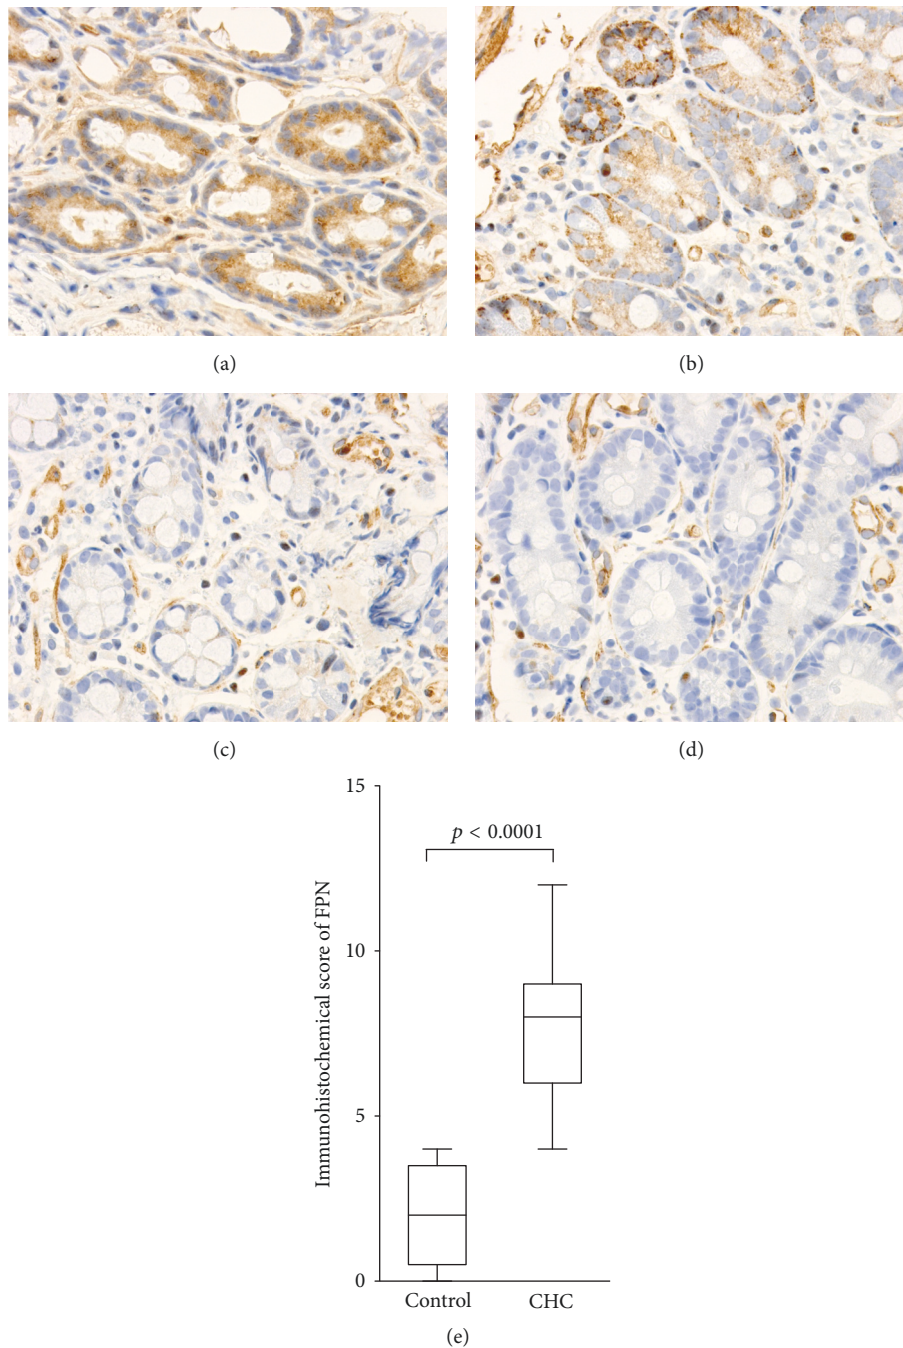 (a)
(b)
(c)
(d)
15
p < 0.0001
10
Immunohistochemical score of FPN
5
0
Control
CHC
(e)